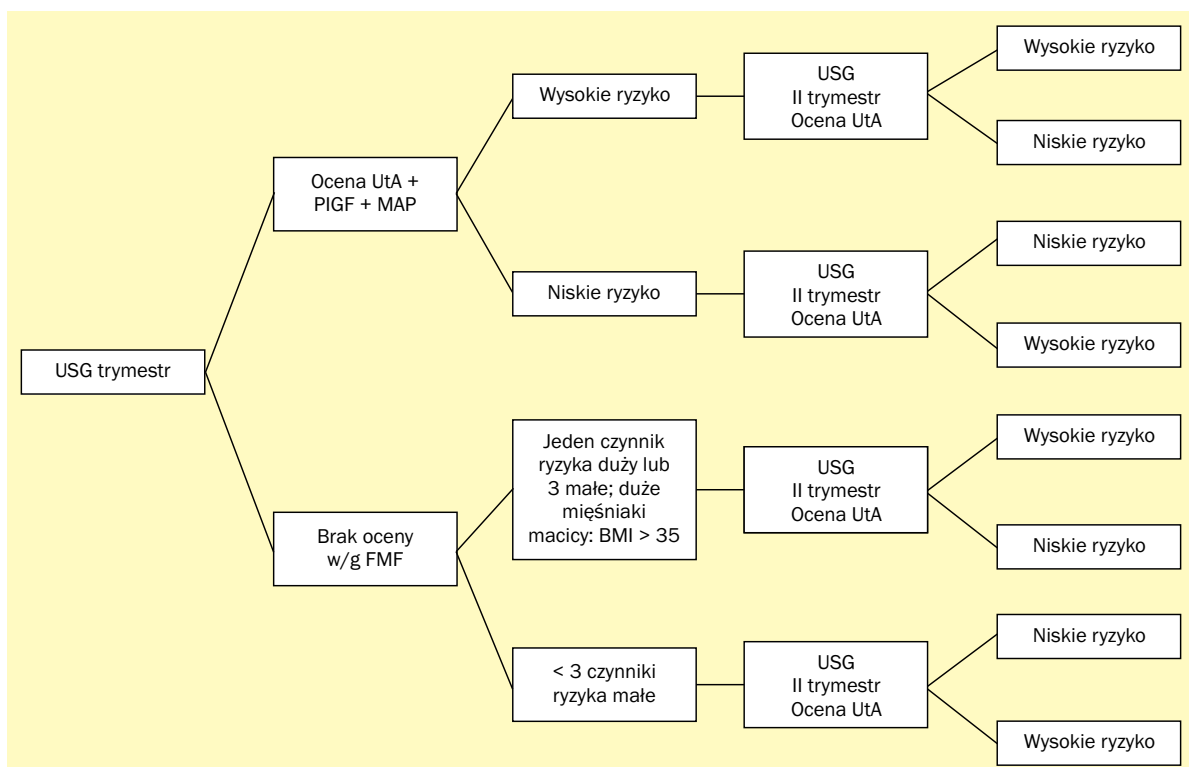 USG trymestr
Ocena UtA +
PIGF + MAP
Wysokie ryzyko
USG
II trymestr
Ocena UtA
Wysokie ryzyko
Niskie ryzyko
Niskie ryzyko
USG
II trymestr
Ocena UtA
Niskie ryzyko
Wysokie ryzyko
Brak oceny
w/g FMF
Jeden czynnik
ryzyka duży lub
3 małe; duże
mięśniaki
macicy: BMI > 35
USG
II trymestr
Ocena UtA
Wysokie ryzyko
Niskie ryzyko
< 3 czynniki
ryzyka małe
USG
II trymestr
Ocena UtA
Niskie ryzyko
Wysokie ryzyko